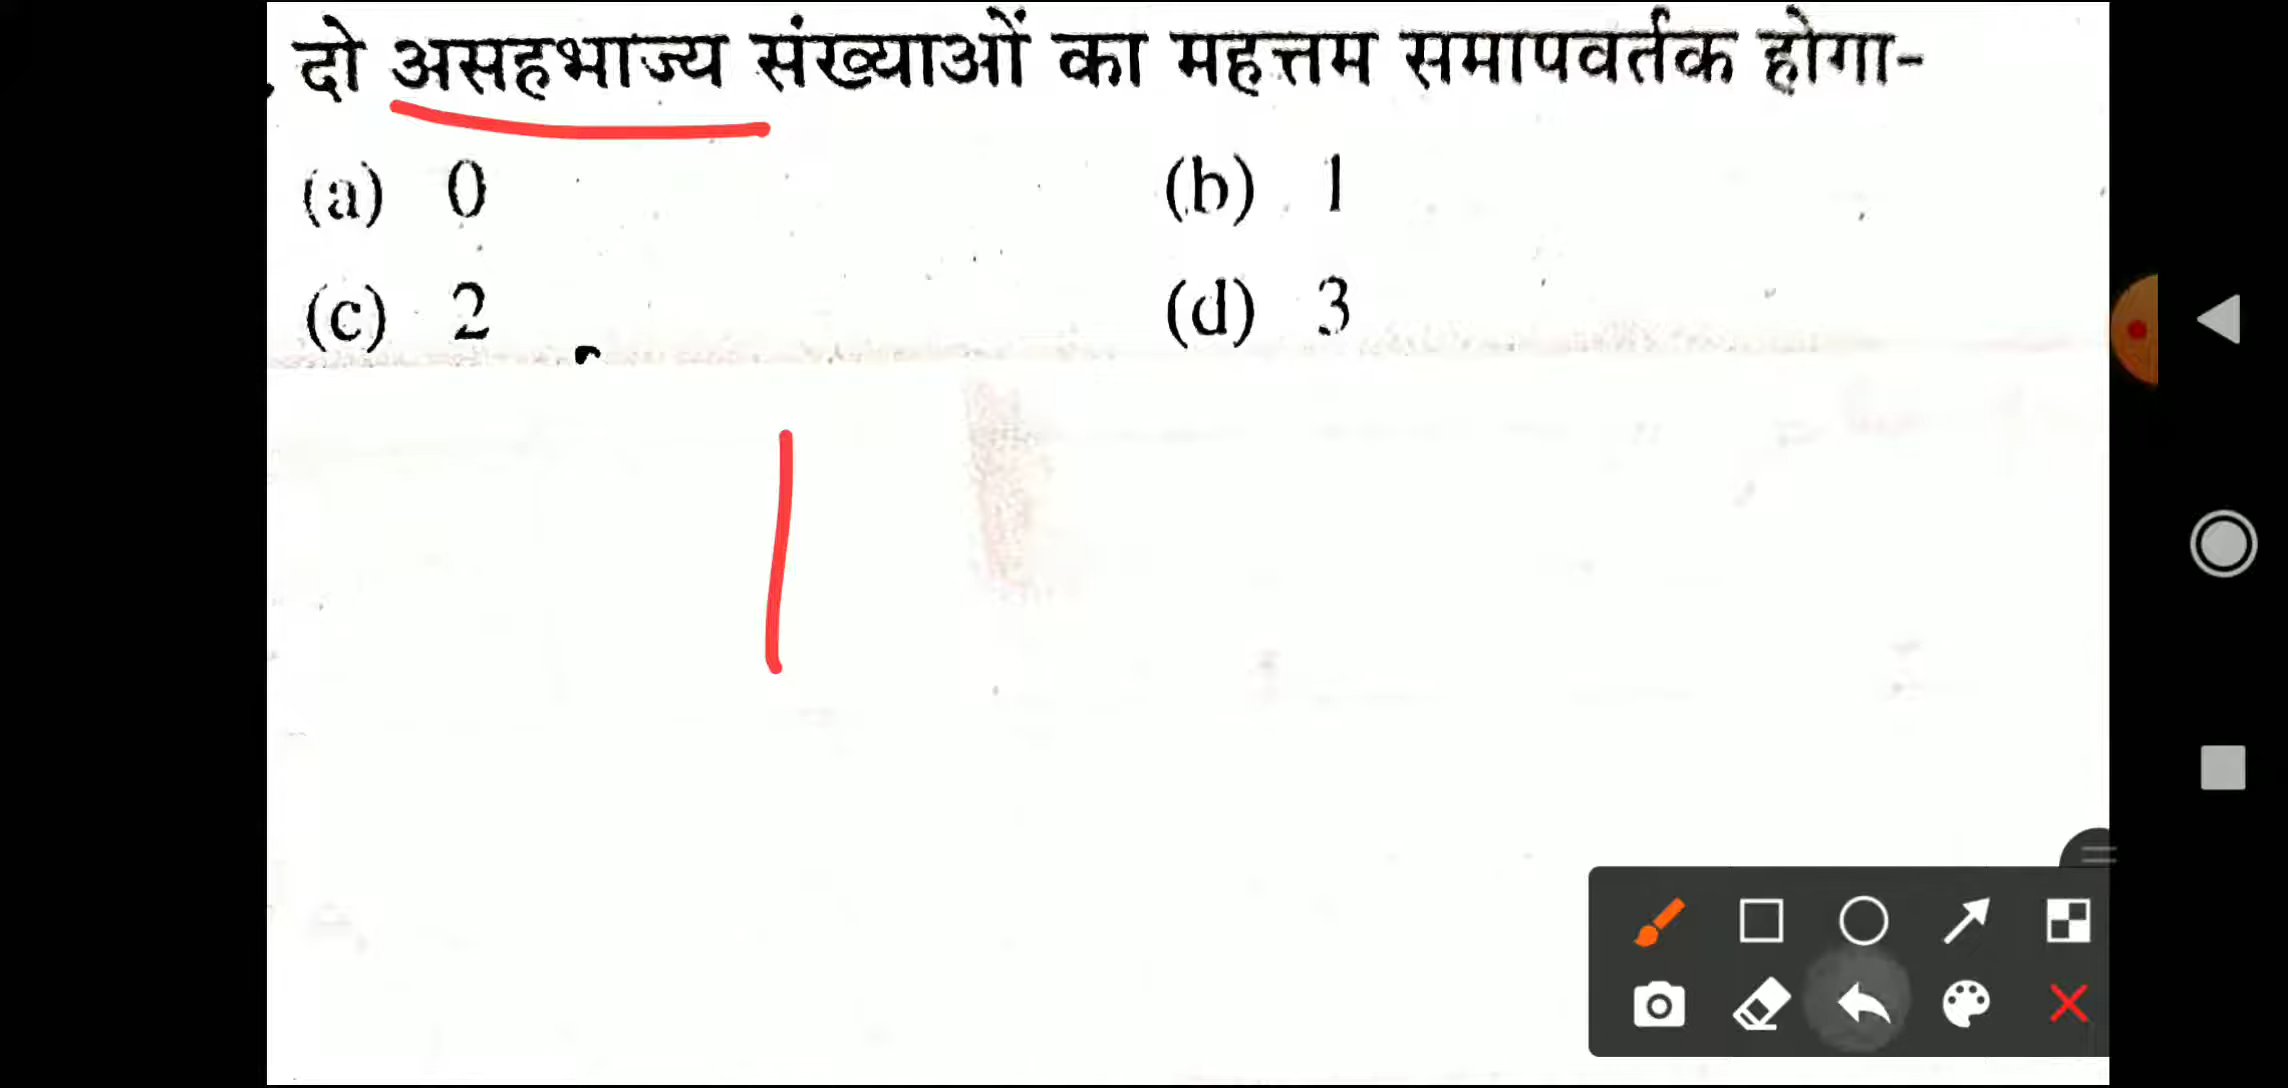 दो असहभाज्य संख्याओं का महत्तम समापवर्तक होगा-
(a) 0
(b) 1
(c) 2
(d) 3